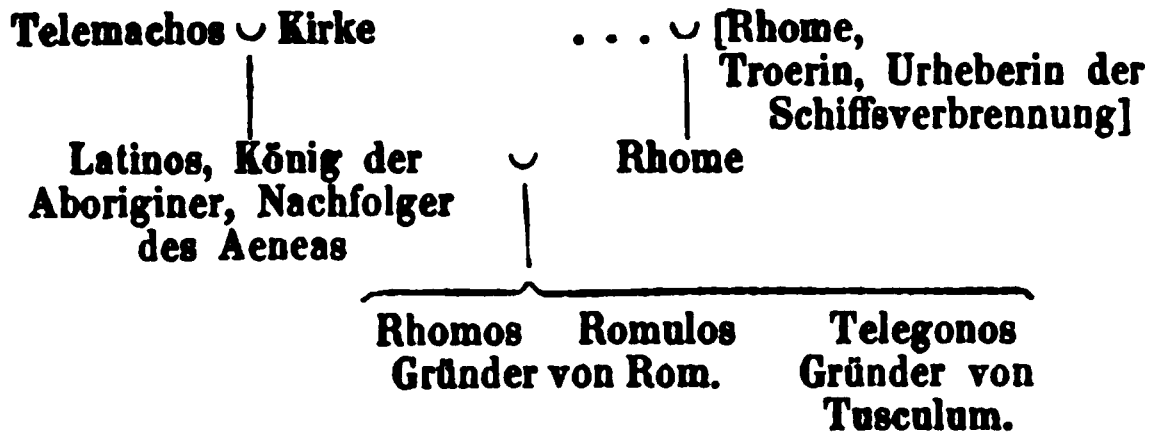 Telemachos ⌣ Kirke . . . ⌣ [Rhome,
Troerin, Urheberin der
Schiffsverbrennung]
Latinos, König der ⌣ Rhome
Aboriginer, Nachfolger
des Aeneas
Rhomos Romulos Telegonos
Gründer von Rom. Gründer von
Tusculum.